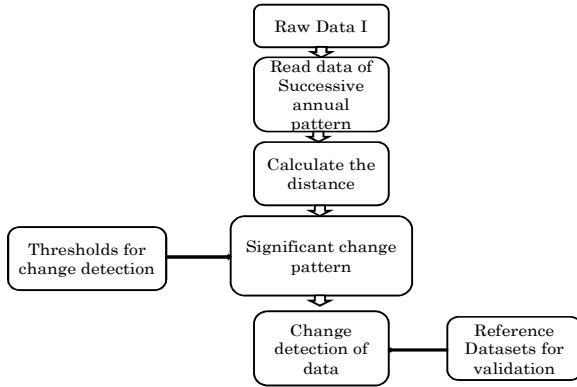 Raw Data I
Read data of
Successive
annual
pattern
Calculate the
distance
Thresholds for
change detection
Significant change
pattern
Change
detection of
data
Reference
Datasets for
validation